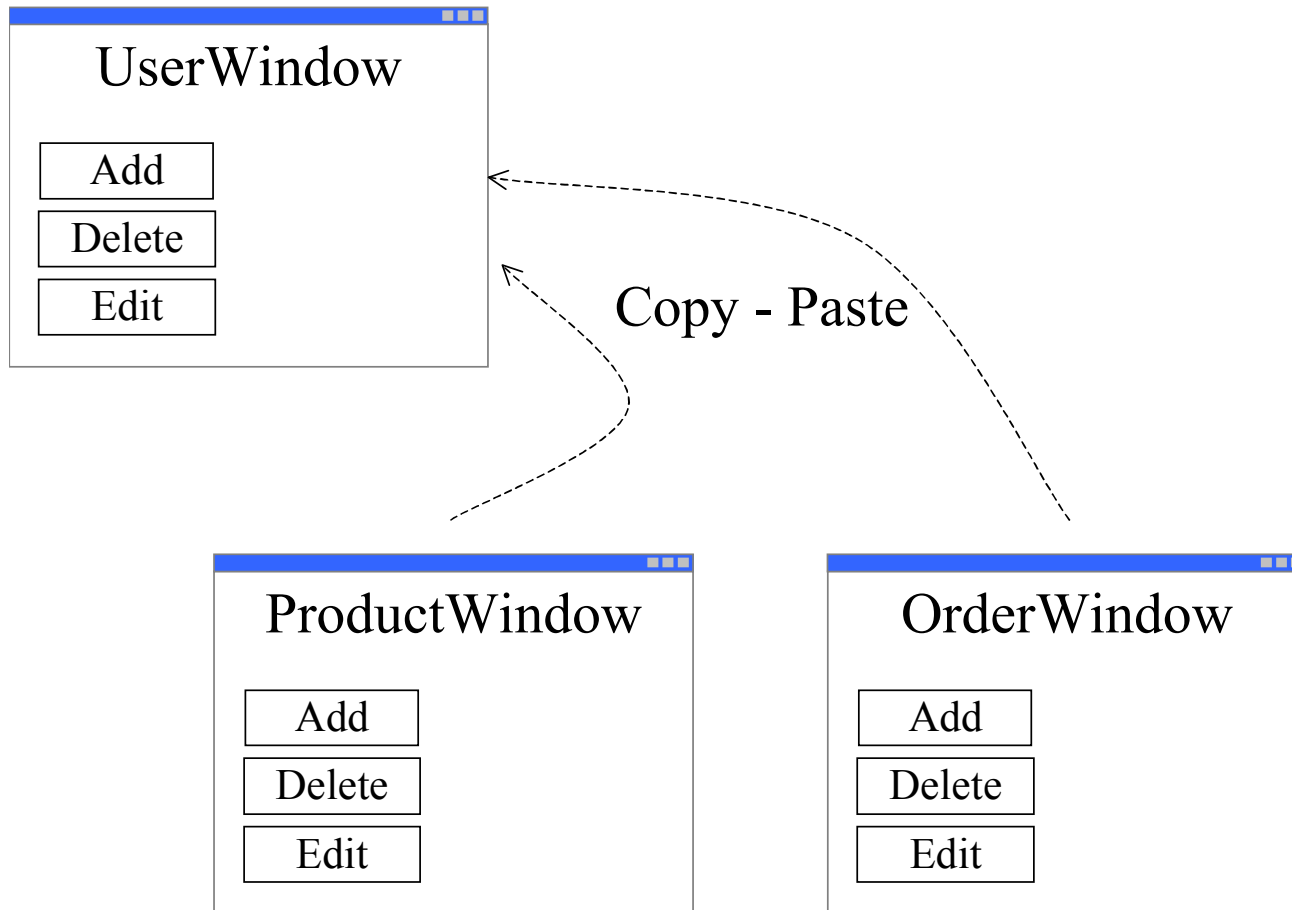 UserWindow
Add
Delete
Edit
Copy - Paste
ProductWindow
Add
Delete
Edit
OrderWindow
Add
Delete
Edit